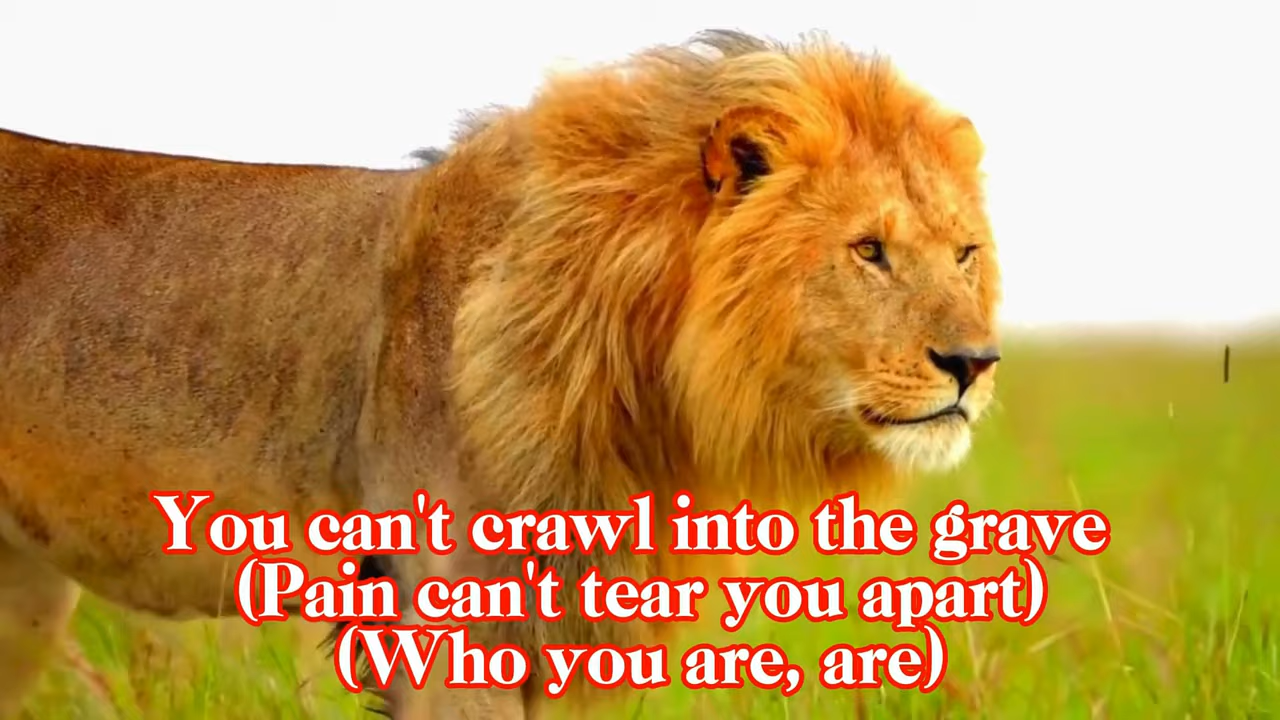 You can't crawl into the grave
(Pain can't tear you apart)
(Who you are, are)